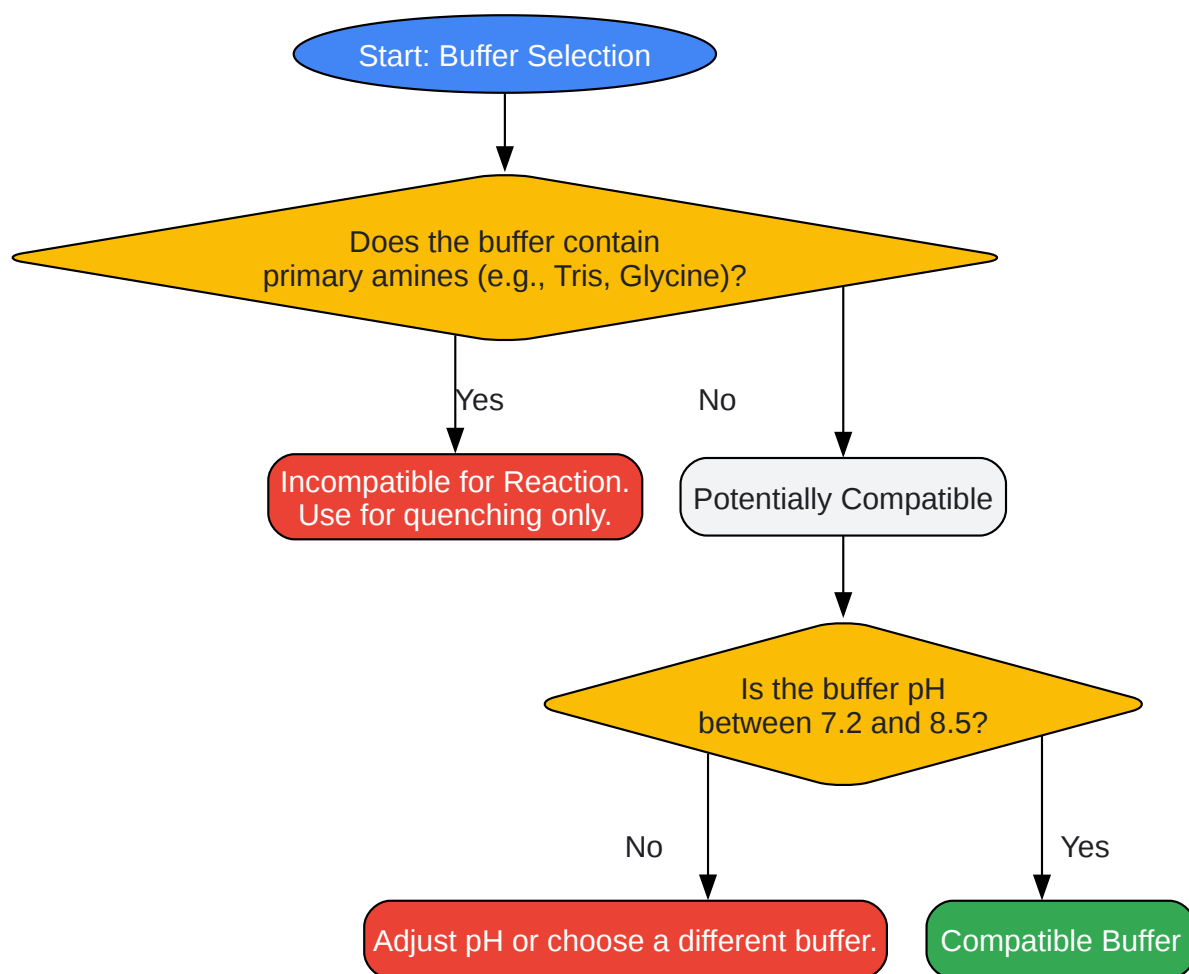 Start: Buffer Selection
Does the buffer contain
primary amines (e.g., Tris, Glycine)?
Yes
No
Incompatible for Reaction.
Use for quenching only.
Potentially Compatible
Is the buffer pH
between 7.2 and 8.5?
No
Yes
Adjust pH or choose a different buffer.
Compatible Buffer